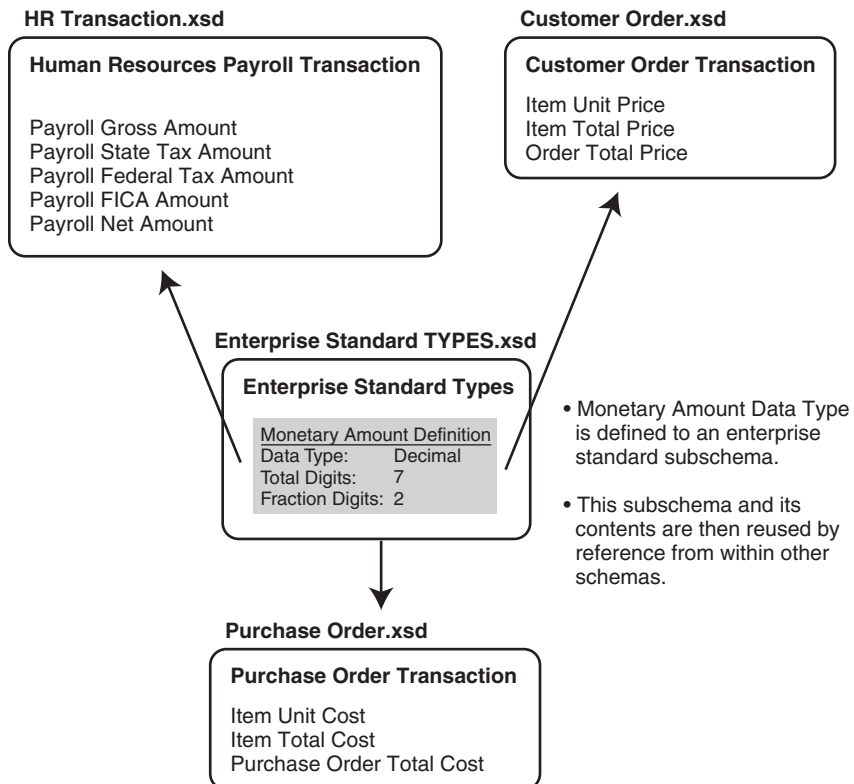 HR Transaction.xsd
Human Resources Payroll Transaction
Payroll Gross Amount
Payroll State Tax Amount
Payroll Federal Tax Amount
Payroll FICA Amount
Payroll Net Amount
Customer Order.xsd
Customer Order Transaction
Item Unit Price
Item Total Price
Order Total Price
Enterprise Standard TYPES.xsd
Enterprise Standard Types
Monetary Amount Definition
Data Type: Decimal
Total Digits: 7
Fraction Digits: 2
• Monetary Amount Data Type
is defined to an enterprise
standard subschema.
• This subschema and its
contents are then reused by
reference from within other
schemas.
Purchase Order.xsd
Purchase Order Transaction
Item Unit Cost
Item Total Cost
Purchase Order Total Cost